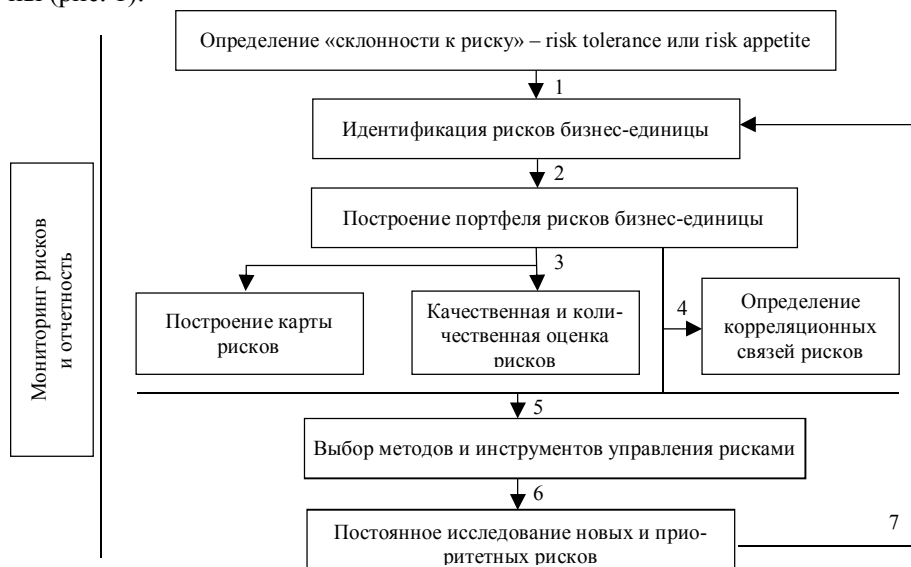 (рис. 1).
Определение «склонности к риску» – risk tolerance или risk appetite
1
Идентификация рисков бизнес-единицы
2
Построение портфеля рисков бизнес-единицы
3
Построение карты
рисков
Качественная и коли-
чественная оценка
рисков
4
Определение
корреляционных
связей рисков
5
Выбор методов и инструментов управления рисками
6
Постоянное исследование новых и прио-
ритетных рисков
7
Мониторинг рисков
и отчетность